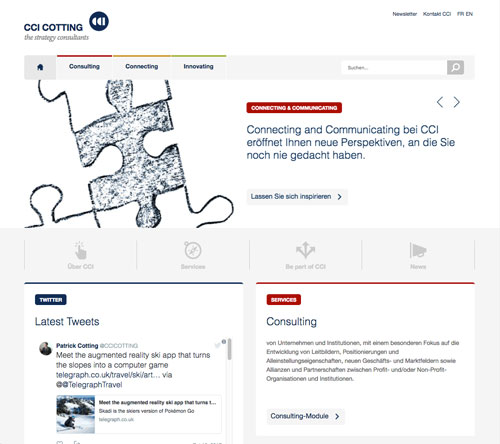 CCI COTTING
the strategy consultants
CCI
Newsletter Kontakt CCI FR EN
Consulting Connecting Innovating
Suchen...
CONNECTING & COMMUNICATING
Connecting and Communicating bei CCI
eröffnet Ihnen neue Perspektiven, an die Sie
noch nie gedacht haben.
Lassen Sie sich inspirieren
Über CCI Services Be part of CCI News
TWITTER
Latest Tweets
Patrick Cotting @CCICOTTING
Meet the augmented reality ski app that turns
the slopes into a computer game
telegraph.co.uk/travel/ski/art… via
@@TelegraphTravel
Meet the augmented reality ski app that turns t…
Skadi is the skiers version of Pokémon Go
telegraph.co.uk
SERVICES
Consulting
von Unternehmen und Institutionen, mit einem besonderen Fokus auf die
Entwicklung von Leitbildern, Positionierungen und
Alleinstellungseigenschaften, neuen Geschäfts- und Marktfeldern sowie
Allianzen und Partnerschaften zwischen Profit- und/oder Non-Profit-
Organisationen und Institutionen.
Consulting-Module